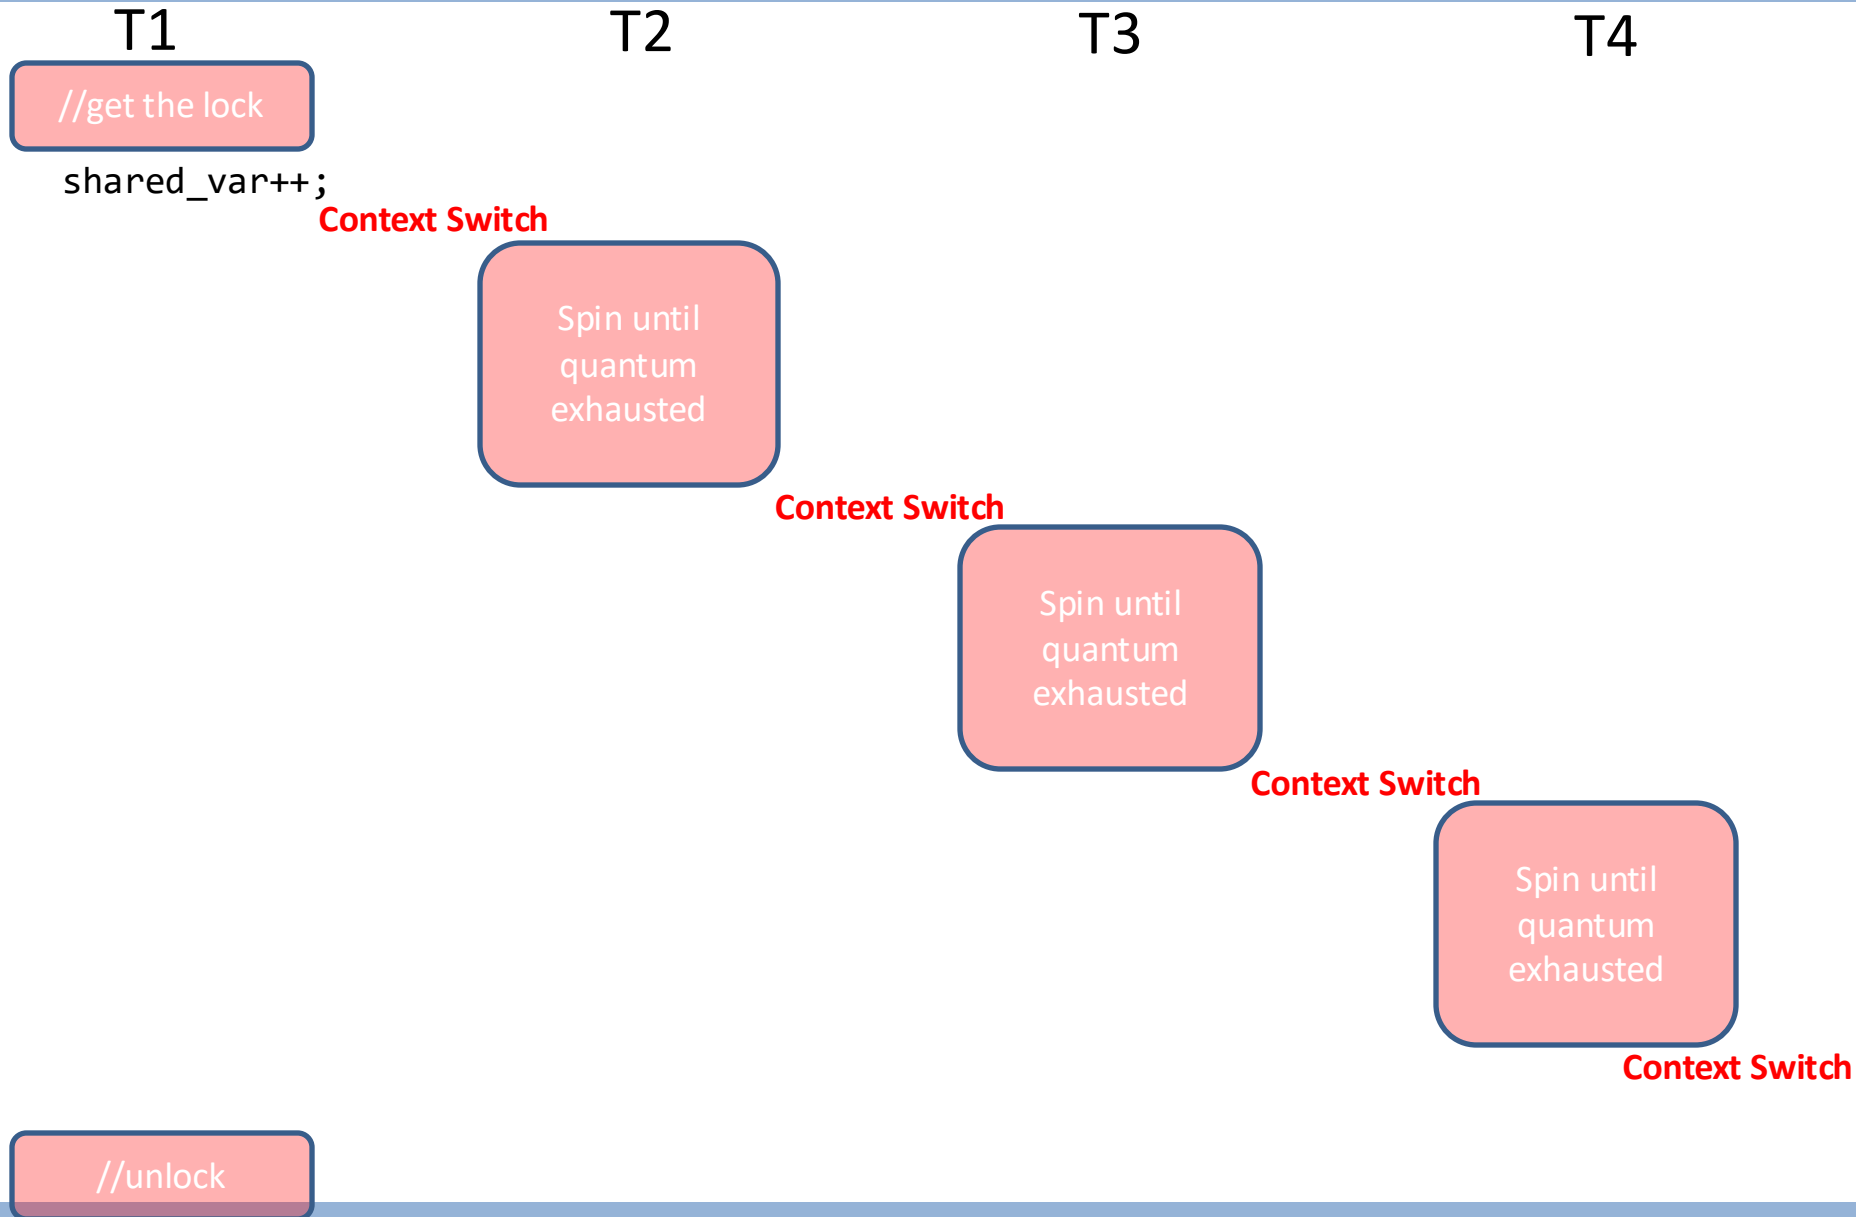 T1 T2 T3 T4
//get the lock
shared_var++;
Context Switch
Spin until
quantum
exhausted
Context Switch
Spin until
quantum
exhausted
Context Switch
Spin until
quantum
exhausted
Context Switch
//unlock